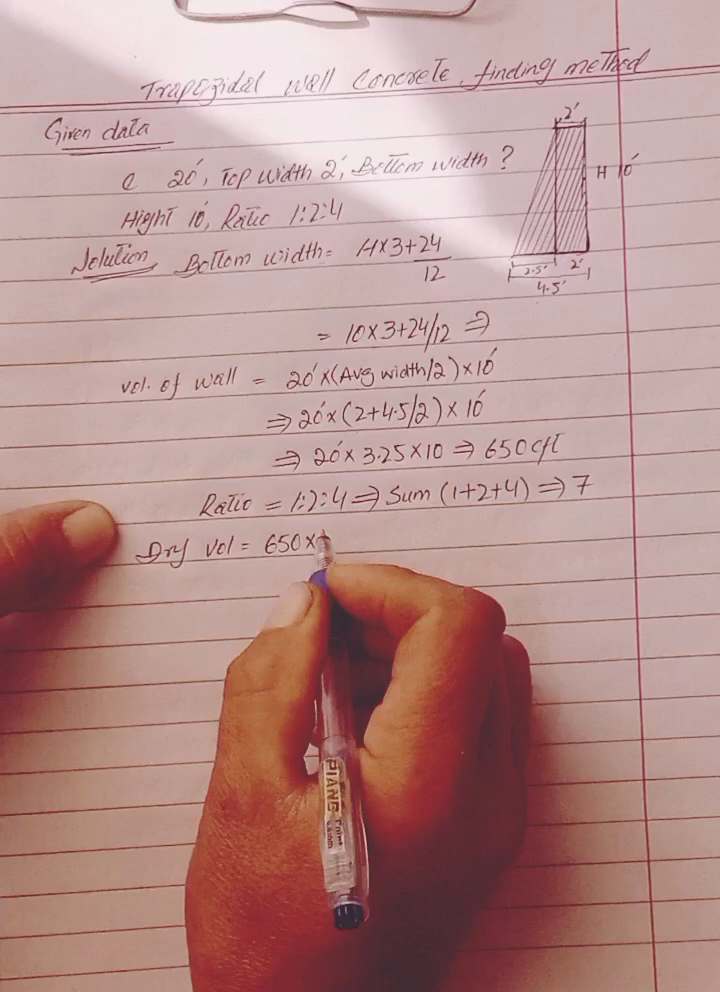 Trapezidal Wall Concrete, finding method
Given data
2'
l 20', Top width 2', Bottom width ?
H 10'
Hight 10', Ratio 1:2:4
Solution, Bottom width = H×3+24/12
2.5' 2'
4.5'
= 10×3+24/12 ⇒
vol. of wall = 20'×(Avg width/2)×10'
⇒ 20'×(2+4.5/2)×10'
⇒ 20'×3.25×10 ⇒ 650 cft
Ratio = 1:2:4 ⇒ Sum (1+2+4) ⇒ 7
Dry vol = 650×
PIANO
Point